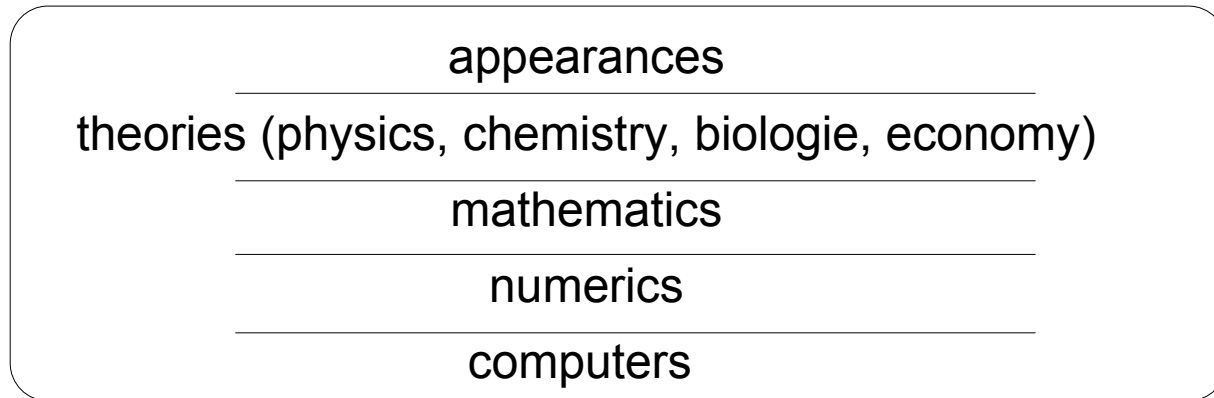 appearances
theories (physics, chemistry, biologie, economy)
mathematics
numerics
computers